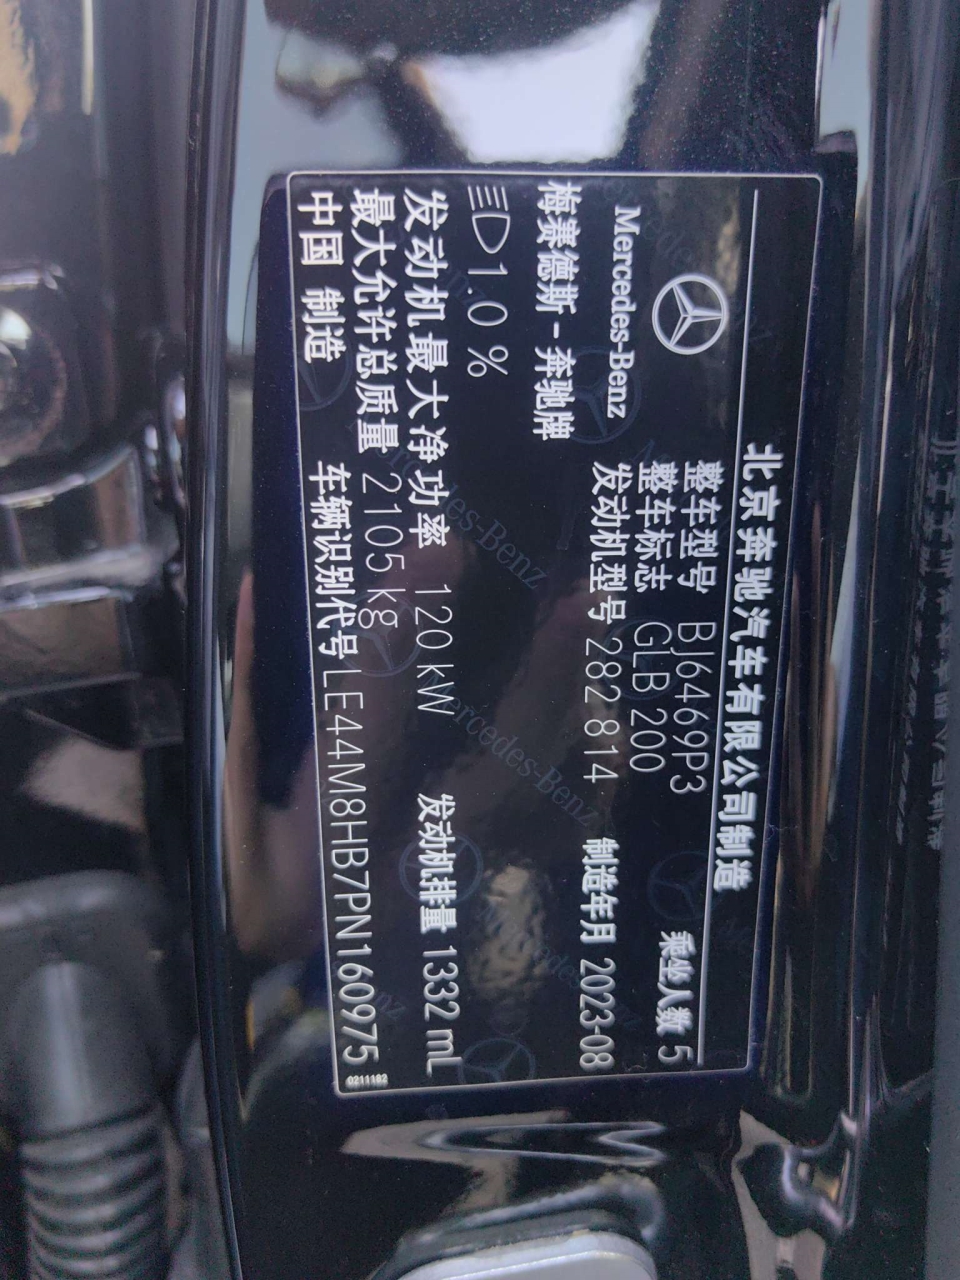 北京奔驰汽车有限公司制造
Mercedes-Benz
整车型号 BJ6469P3 乘坐人数 5
整车标志 GLB 200
梅赛德斯-奔驰牌 发动机型号 282 814 制造年月 2023-08
1.0 %
发动机最大净功率 120 kW 发动机排量 1332 mL
最大允许总质量 2105 kg
中国 制造 车辆识别代号 LE44M8HB7PN160975
0211182